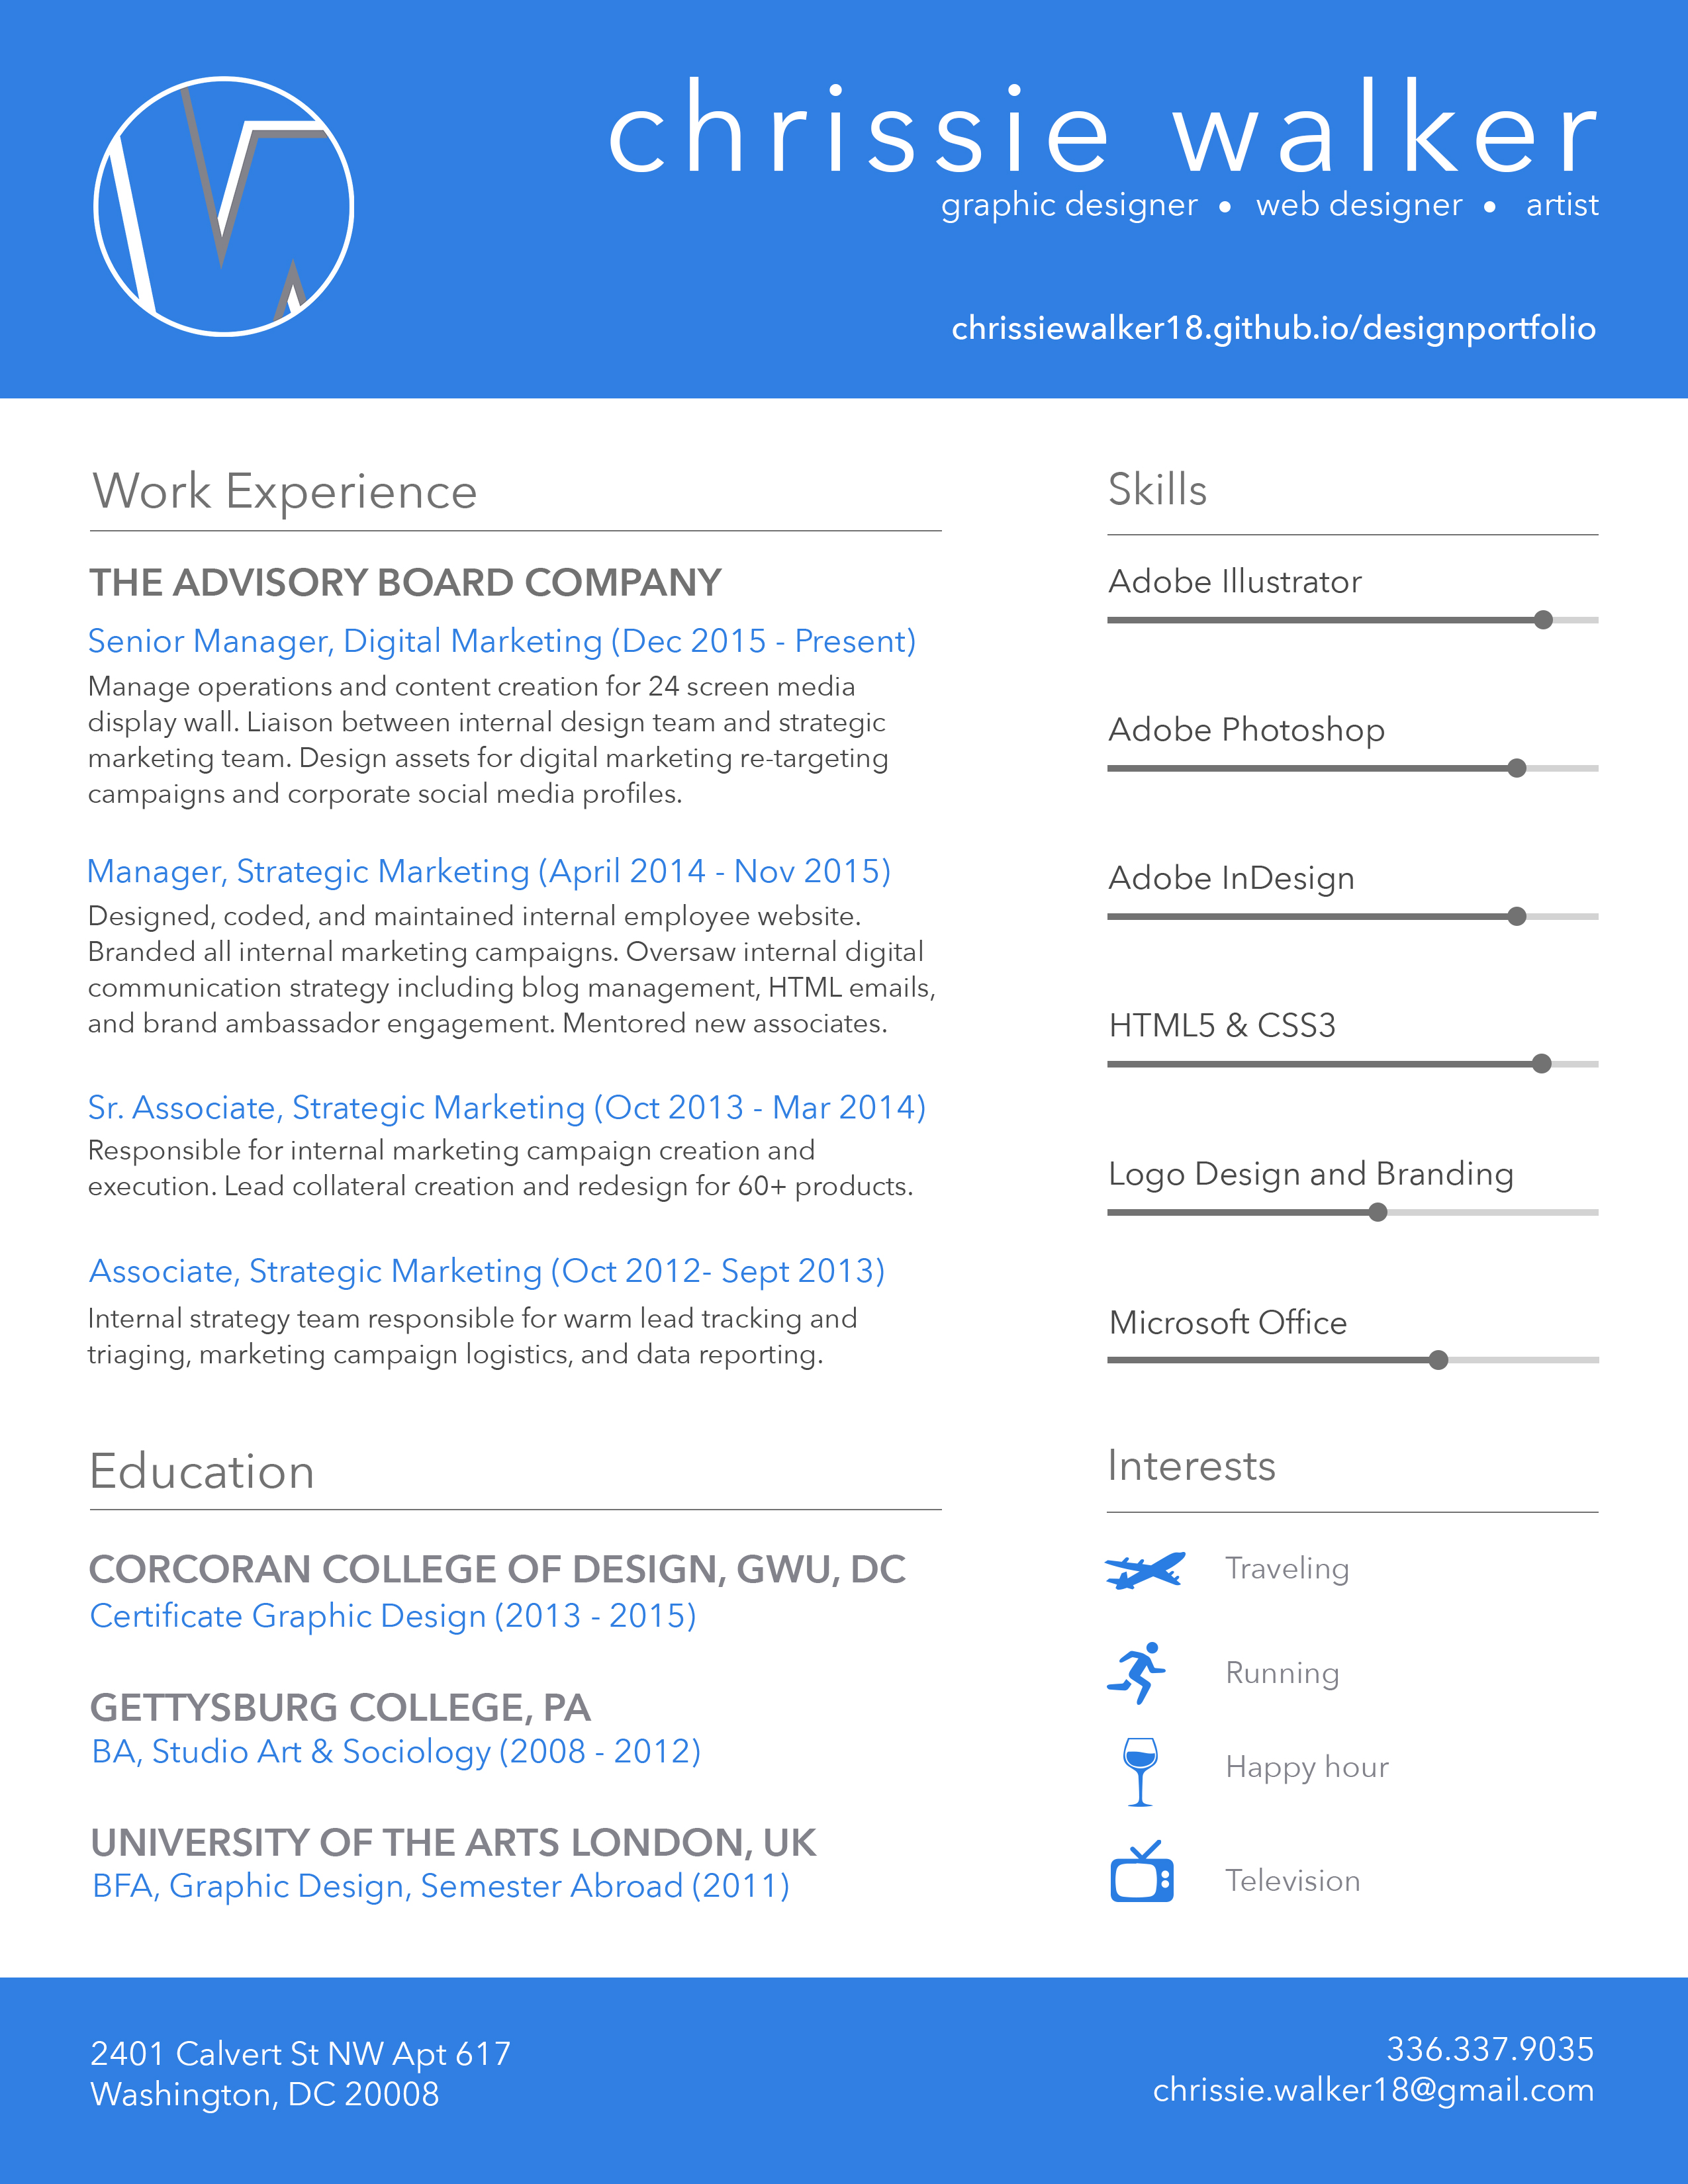 chrissie walker
graphic designer • web designer • artist
chrissiewalker18.github.io/designportfolio
Work Experience
THE ADVISORY BOARD COMPANY
Senior Manager, Digital Marketing (Dec 2015 - Present)
Manage operations and content creation for 24 screen media
display wall. Liaison between internal design team and strategic
marketing team. Design assets for digital marketing re-targeting
campaigns and corporate social media profiles.
Manager, Strategic Marketing (April 2014 - Nov 2015)
Designed, coded, and maintained internal employee website.
Branded all internal marketing campaigns. Oversaw internal digital
communication strategy including blog management, HTML emails,
and brand ambassador engagement. Mentored new associates.
Sr. Associate, Strategic Marketing (Oct 2013 - Mar 2014)
Responsible for internal marketing campaign creation and
execution. Lead collateral creation and redesign for 60+ products.
Associate, Strategic Marketing (Oct 2012- Sept 2013)
Internal strategy team responsible for warm lead tracking and
triaging, marketing campaign logistics, and data reporting.
Education
CORCORAN COLLEGE OF DESIGN, GWU, DC
Certificate Graphic Design (2013 - 2015)
GETTYSBURG COLLEGE, PA
BA, Studio Art & Sociology (2008 - 2012)
UNIVERSITY OF THE ARTS LONDON, UK
BFA, Graphic Design, Semester Abroad (2011)
Skills
Adobe Illustrator
Adobe Photoshop
Adobe InDesign
HTML5 & CSS3
Logo Design and Branding
Microsoft Office
Interests
Traveling
Running
Happy hour
Television
2401 Calvert St NW Apt 617
Washington, DC 20008
336.337.9035
chrissie.walker18@gmail.com